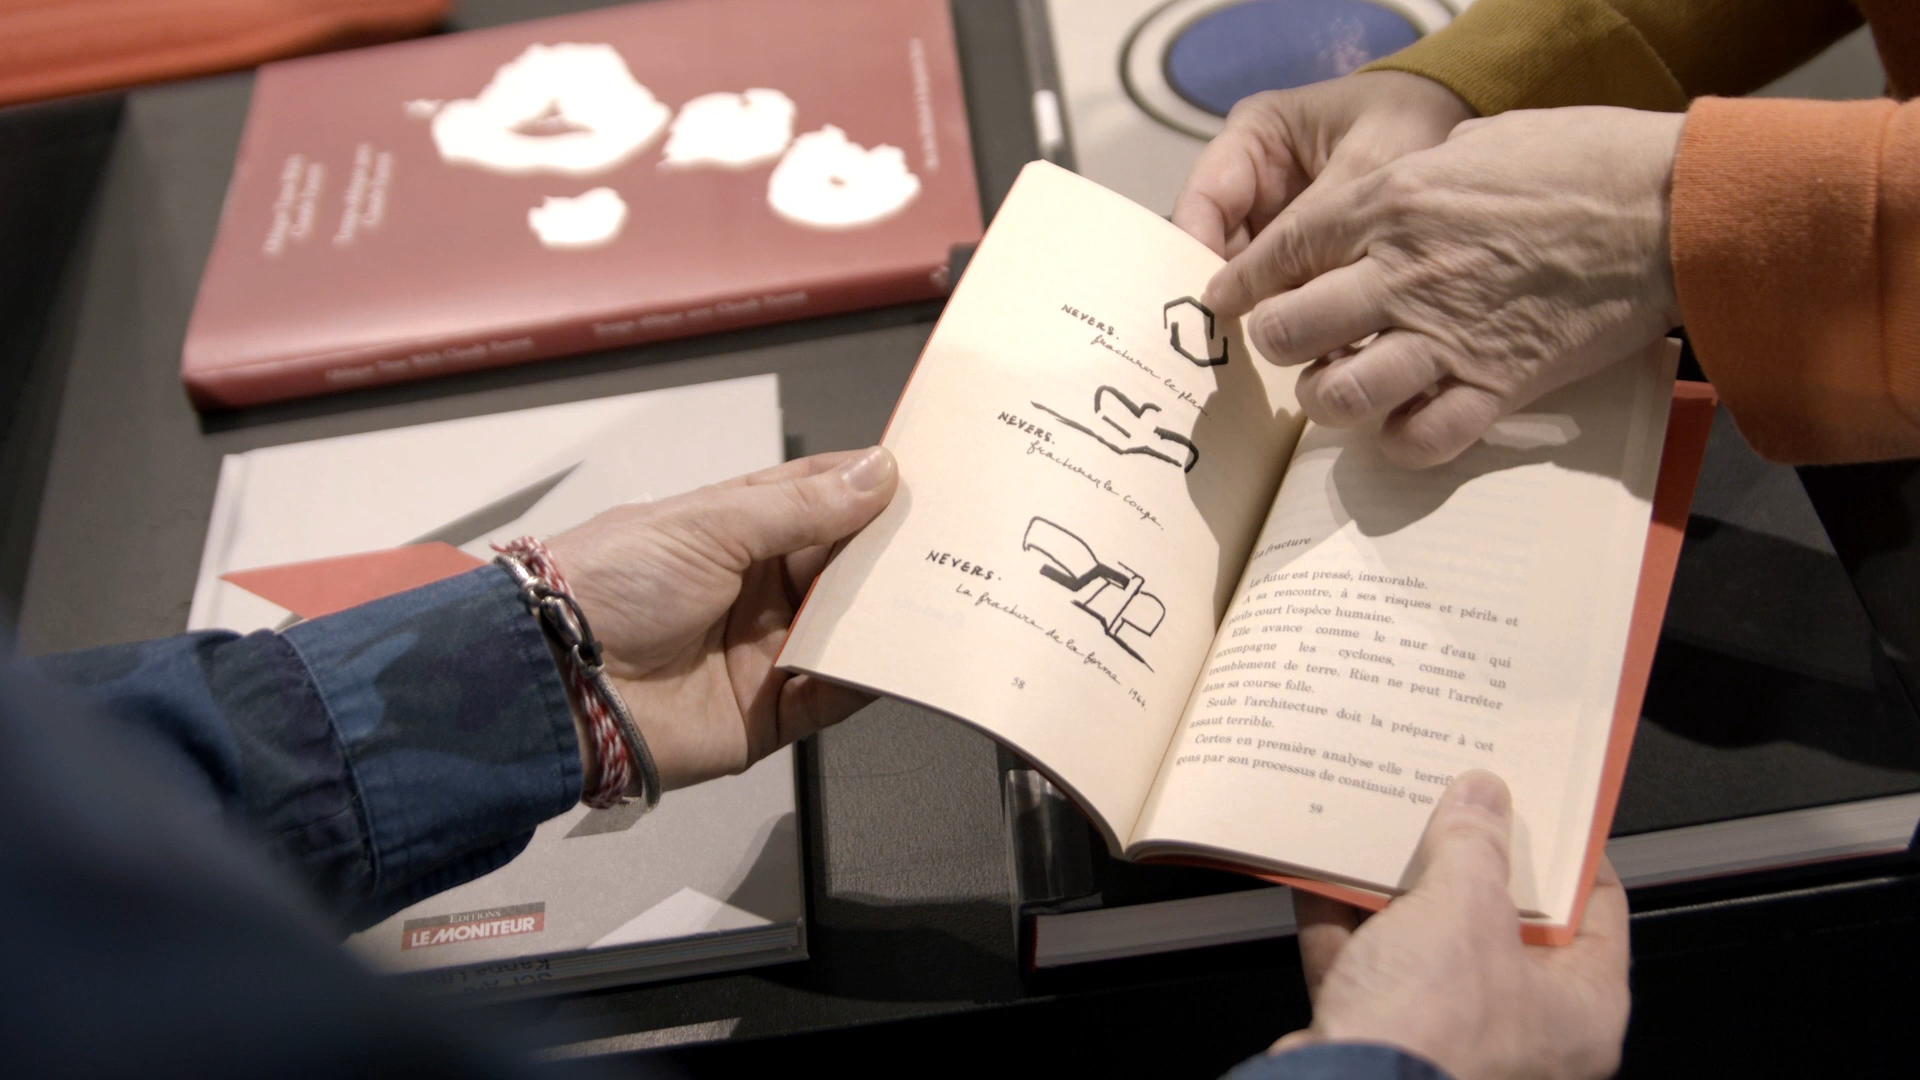 NEVERS.
fracturer le plan.
NEVERS.
fracturer la coupe.
NEVERS.
La fracture de la forme 1964.
58
La fracture
Le futur est pressé, inexorable.
A sa rencontre, à ses risques et périls et
périls court l'espèce humaine.
Elle avance comme le mur d'eau qui
accompagne les cyclones, comme un
tremblement de terre. Rien ne peut l'arrêter
dans sa course folle.
Seule l'architecture doit la préparer à cet
assaut terrible.
Certes en première analyse elle
gens par son processus de continuité que
59
EDITIONS
LE MONITEUR